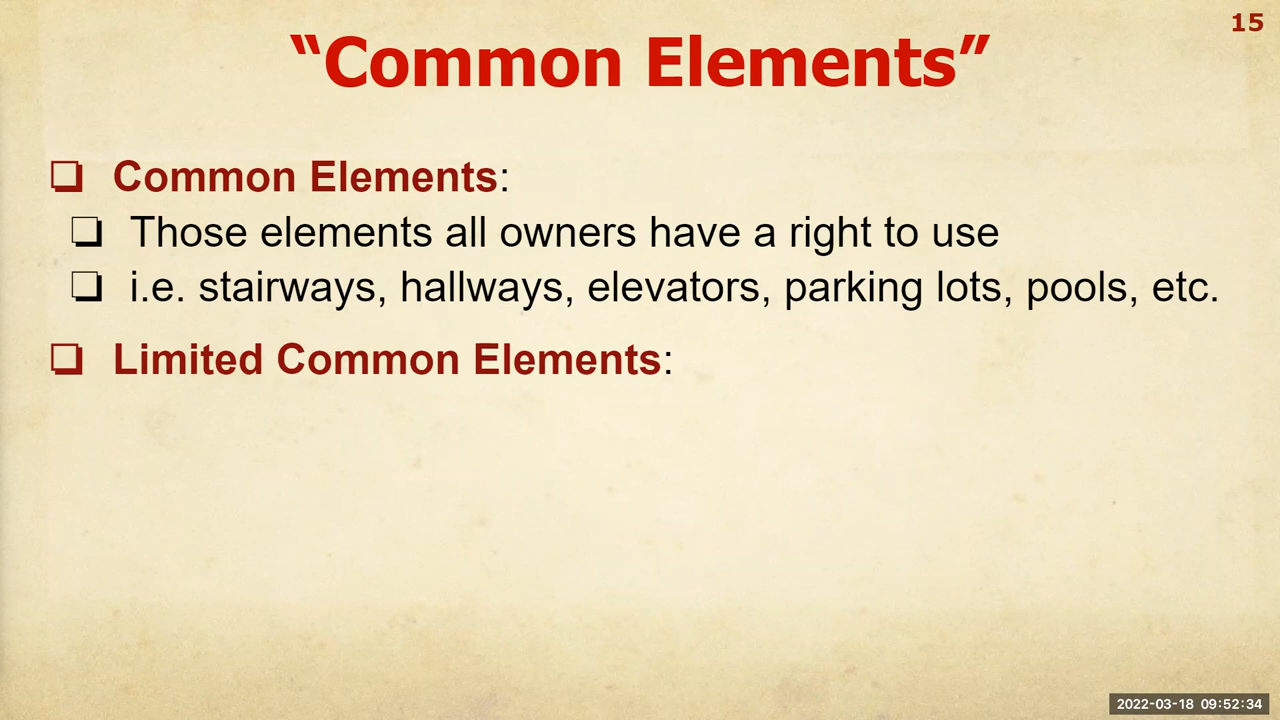 15
“Common Elements”
❑ Common Elements:
❑ Those elements all owners have a right to use
❑ i.e. stairways, hallways, elevators, parking lots, pools, etc.
❑ Limited Common Elements:
2022-03-18 09:52:34